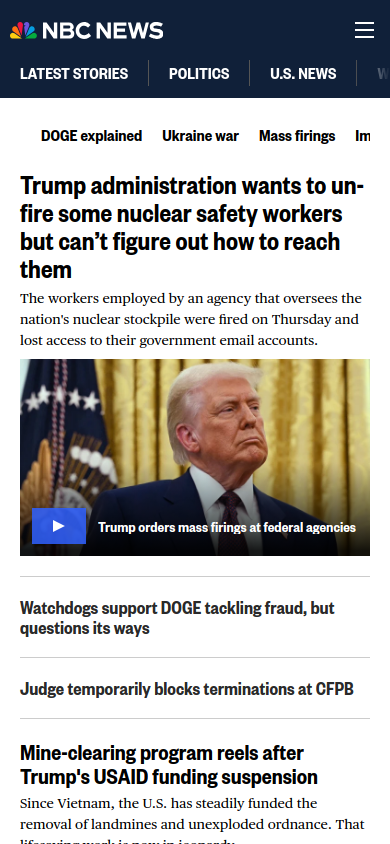 NBC NEWS
LATEST STORIES
POLITICS
U.S. NEWS
DOGE explained
Ukraine war
Mass firings
Trump administration wants to un-
fire some nuclear safety workers
but can’t figure out how to reach
them
The workers employed by an agency that oversees the
nation's nuclear stockpile were fired on Thursday and
lost access to their government email accounts.
Trump orders mass firings at federal agencies
Watchdogs support DOGE tackling fraud, but
questions its ways
Judge temporarily blocks terminations at CFPB
Mine-clearing program reels after
Trump's USAID funding suspension
Since Vietnam, the U.S. has steadily funded the
removal of landmines and unexploded ordnance. That